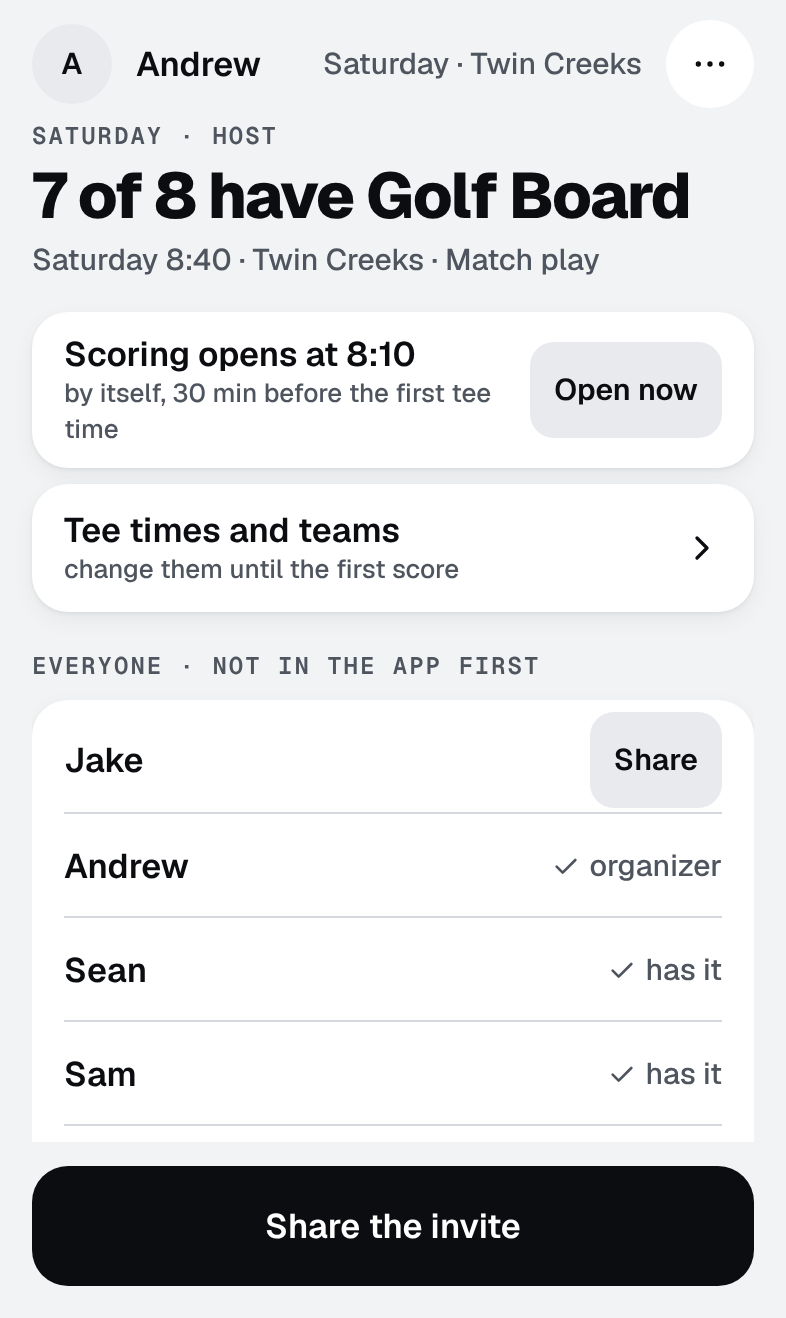 A Andrew Saturday · Twin Creeks ···
SATURDAY · HOST
7 of 8 have Golf Board
Saturday 8:40 · Twin Creeks · Match play
Scoring opens at 8:10
by itself, 30 min before the first tee
time
Open now
Tee times and teams
change them until the first score
EVERYONE · NOT IN THE APP FIRST
Jake Share
Andrew ✓ organizer
Sean ✓ has it
Sam ✓ has it
Share the invite